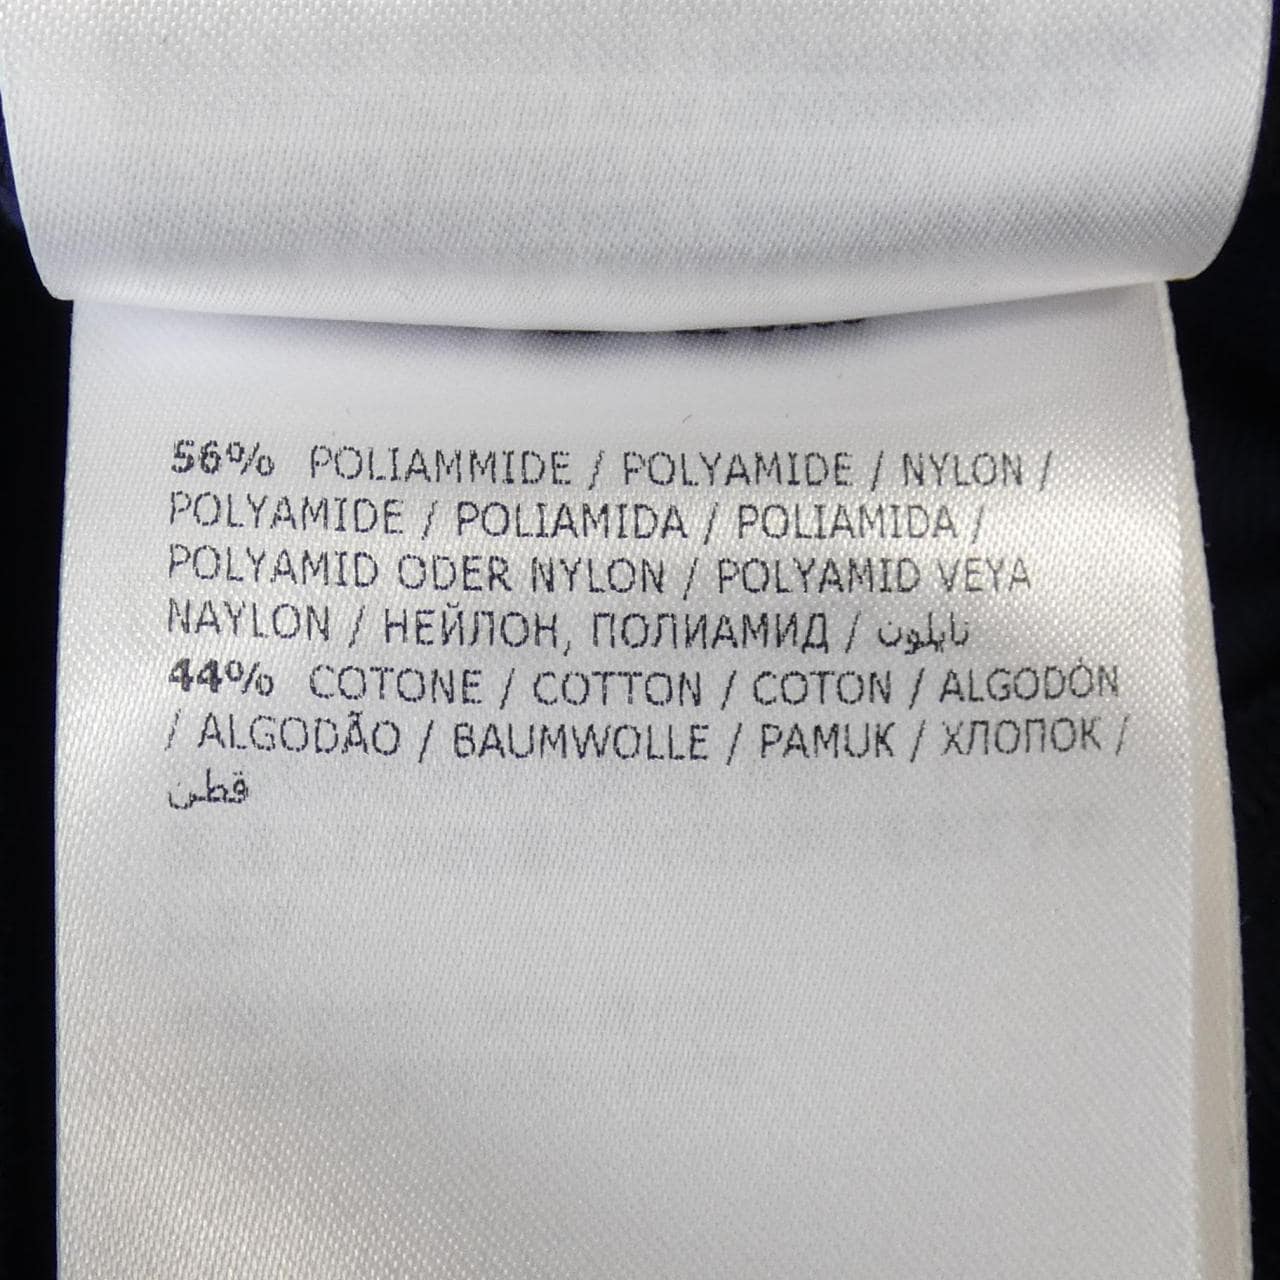 56% POLIAMMIDE / POLYAMIDE / NYLON /
POLYAMIDE / POLIAMIDA / POLIAMIDA /
POLYAMID ODER NYLON / POLYAMID VEYA
NAYLON / НЕЙЛОН, ПОЛИАМИД / نايلون
44% COTONE / COTTON / COTON / ALGODÓN
/ ALGODÃO / BAUMWOLLE / PAMUK / ХЛОПОК /
قطن